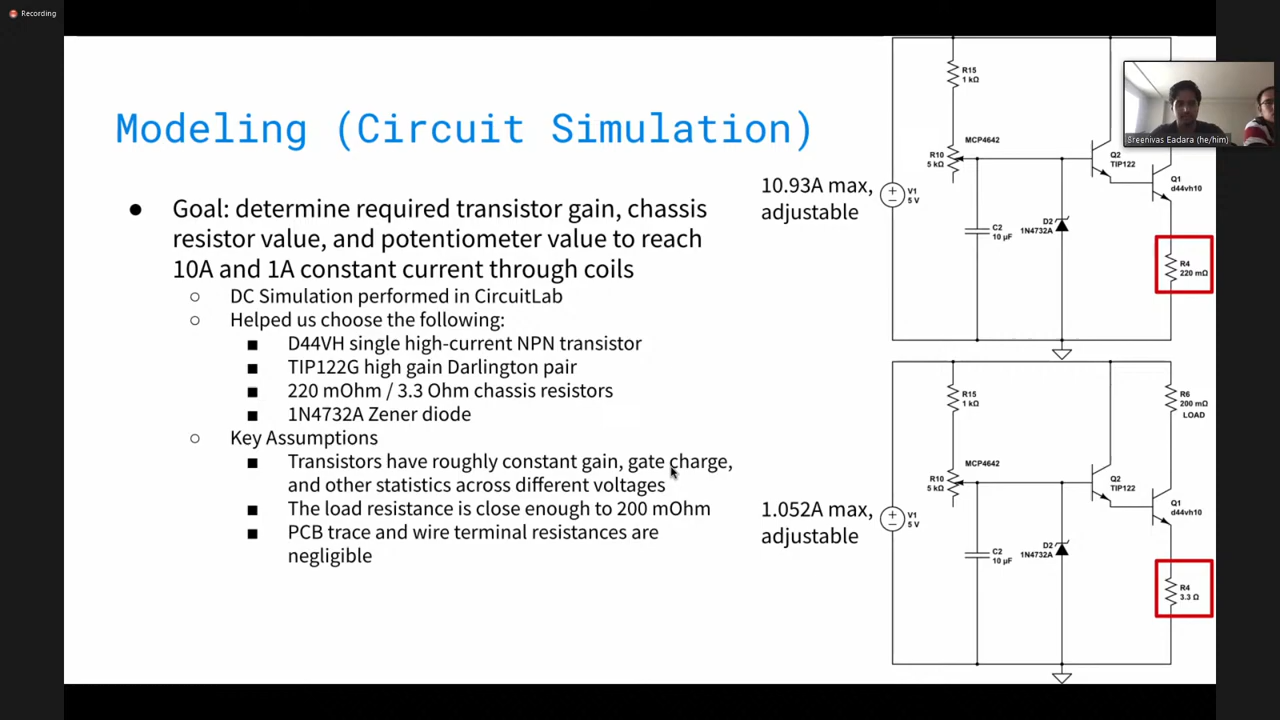 Recording
Modeling (Circuit Simulation)
● Goal: determine required transistor gain, chassis
resistor value, and potentiometer value to reach
10A and 1A constant current through coils
○ DC Simulation performed in CircuitLab
○ Helped us choose the following:
■ D44VH single high-current NPN transistor
■ TIP122G high gain Darlington pair
■ 220 mOhm / 3.3 Ohm chassis resistors
■ 1N4732A Zener diode
○ Key Assumptions
■ Transistors have roughly constant gain, gate charge,
and other statistics across different voltages
■ The load resistance is close enough to 200 mOhm
■ PCB trace and wire terminal resistances are
negligible
10.93A max,
adjustable
R15
1 kΩ
MCP4642
R10
5 kΩ
V1
5 V
C2
10 µF
D2
1N4732A
Q2
TIP122
Q1
d44vh10
R4
220 mΩ
Sreenivas Eadara (he/him)
1.052A max,
adjustable
R15
1 kΩ
R6
200 mΩ
LOAD
MCP4642
R10
5 kΩ
V1
5 V
C2
10 µF
D2
1N4732A
Q2
TIP122
Q1
d44vh10
R4
3.3 Ω